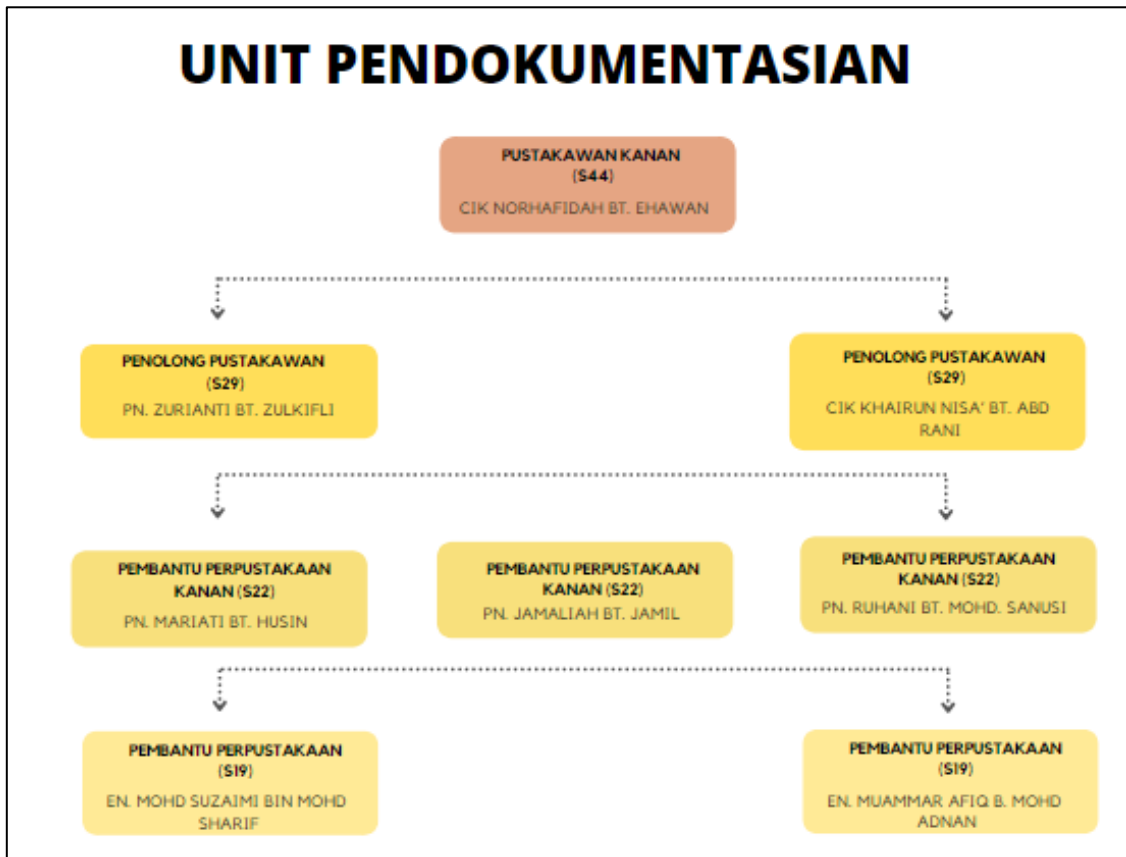 UNIT PENDOKUMENTASIAN
PUSTAKAWAN KANAN
(S44)
CIK NORHAFIDAH BT. EHAWAN
PENOLONG PUSTAKAWAN
(S29)
PN. ZURIANTI BT. ZULKIFLI
PENOLONG PUSTAKAWAN
(S29)
CIK KHAIRUN NISA' BT. ABD
RANI
PEMBANTU PERPUSTAKAAN
KANAN (S22)
PN. MARIATI BT. HUSIN
PEMBANTU PERPUSTAKAAN
KANAN (S22)
PN. JAMALIAH BT. JAMIL
PEMBANTU PERPUSTAKAAN
KANAN (S22)
PN. RUHANI BT. MOHD. SANUSI
PEMBANTU PERPUSTAKAAN
(S19)
EN. MOHD SUZAIMI BIN MOHD
SHARIF
PEMBANTU PERPUSTAKAAN
(S19)
EN. MUAMMAR AFIQ B. MOHD
ADNAN